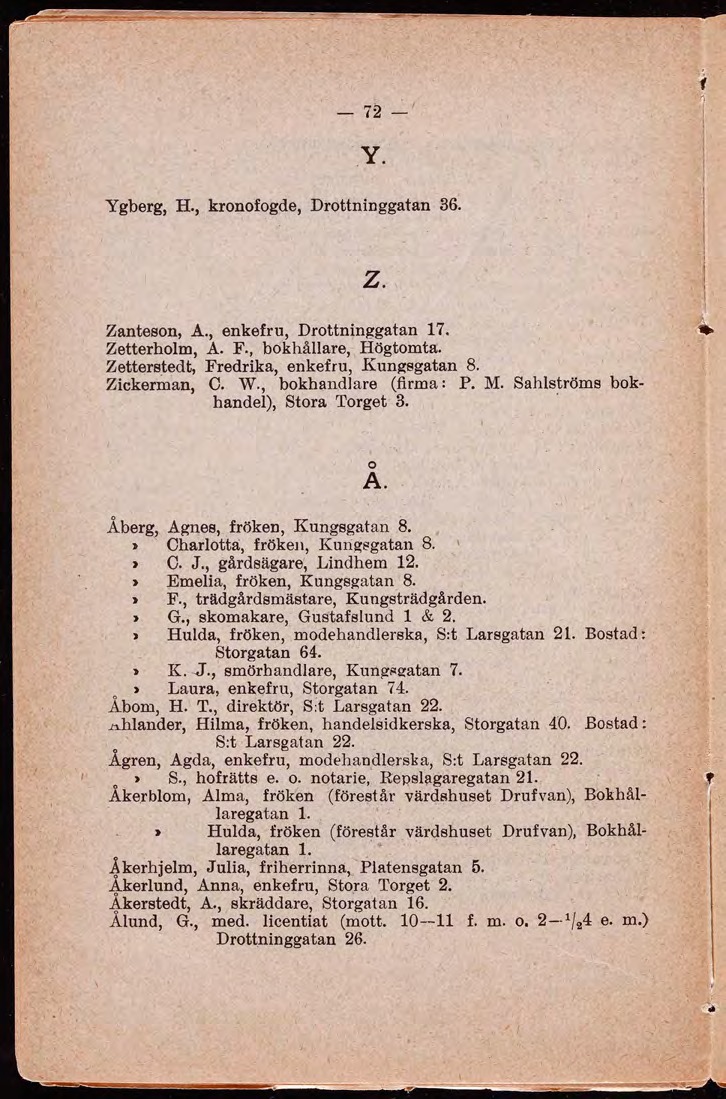 — 72 —
Y.
Ygberg, H., kronofogde, Drottninggatan 36.
Z.
Zanteson, A., enkefru, Drottninggatan 17.
Zetterholm, A. F., bokhållare, Högtomta.
Zetterstedt, Fredrika, enkefru, Kungsgatan 8.
Zickerman, C. W., bokhandlare (firma: P. M. Sahlströms bok-
handel), Stora Torget 3.
Å.
Åberg, Agnes, fröken, Kungsgatan 8.
» Charlotta, fröken, Kungsgatan 8.
» C. J., gårdsägare, Lindhem 12.
» Emelia, fröken, Kungsgatan 8.
» F., trädgårdsmästare, Kungsträdgården.
» G., skomakare, Gustafslund 1 & 2.
» Hulda, fröken, modehandlerska, S:t Larsgatan 21. Bostad:
Storgatan 64.
» K. J., smörhandlare, Kungsgatan 7.
» Laura, enkefru, Storgatan 74.
Åbom, H. T., direktör, S:t Larsgatan 22.
Åhlander, Hilma, fröken, handelsidkerska, Storgatan 40. Bostad:
S:t Larsgatan 22.
Ågren, Agda, enkefru, modehandlerska, S:t Larsgatan 22.
» S., hofrätts e. o. notarie, Repslagaregatan 21.
Åkerblom, Alma, fröken (förestår värdshuset Drufvan), Bokhål-
laregatan 1.
» Hulda, fröken (förestår värdshuset Drufvan), Bokhål-
laregatan 1.
Åkerhjelm, Julia, friherrinna, Platensgatan 5.
Åkerlund, Anna, enkefru, Stora Torget 2.
Åkerstedt, A., skräddare, Storgatan 16.
Ålund, G., med. licentiat (mott. 10—11 f. m. o. 2—¹/₂4 e. m.)
Drottninggatan 26.